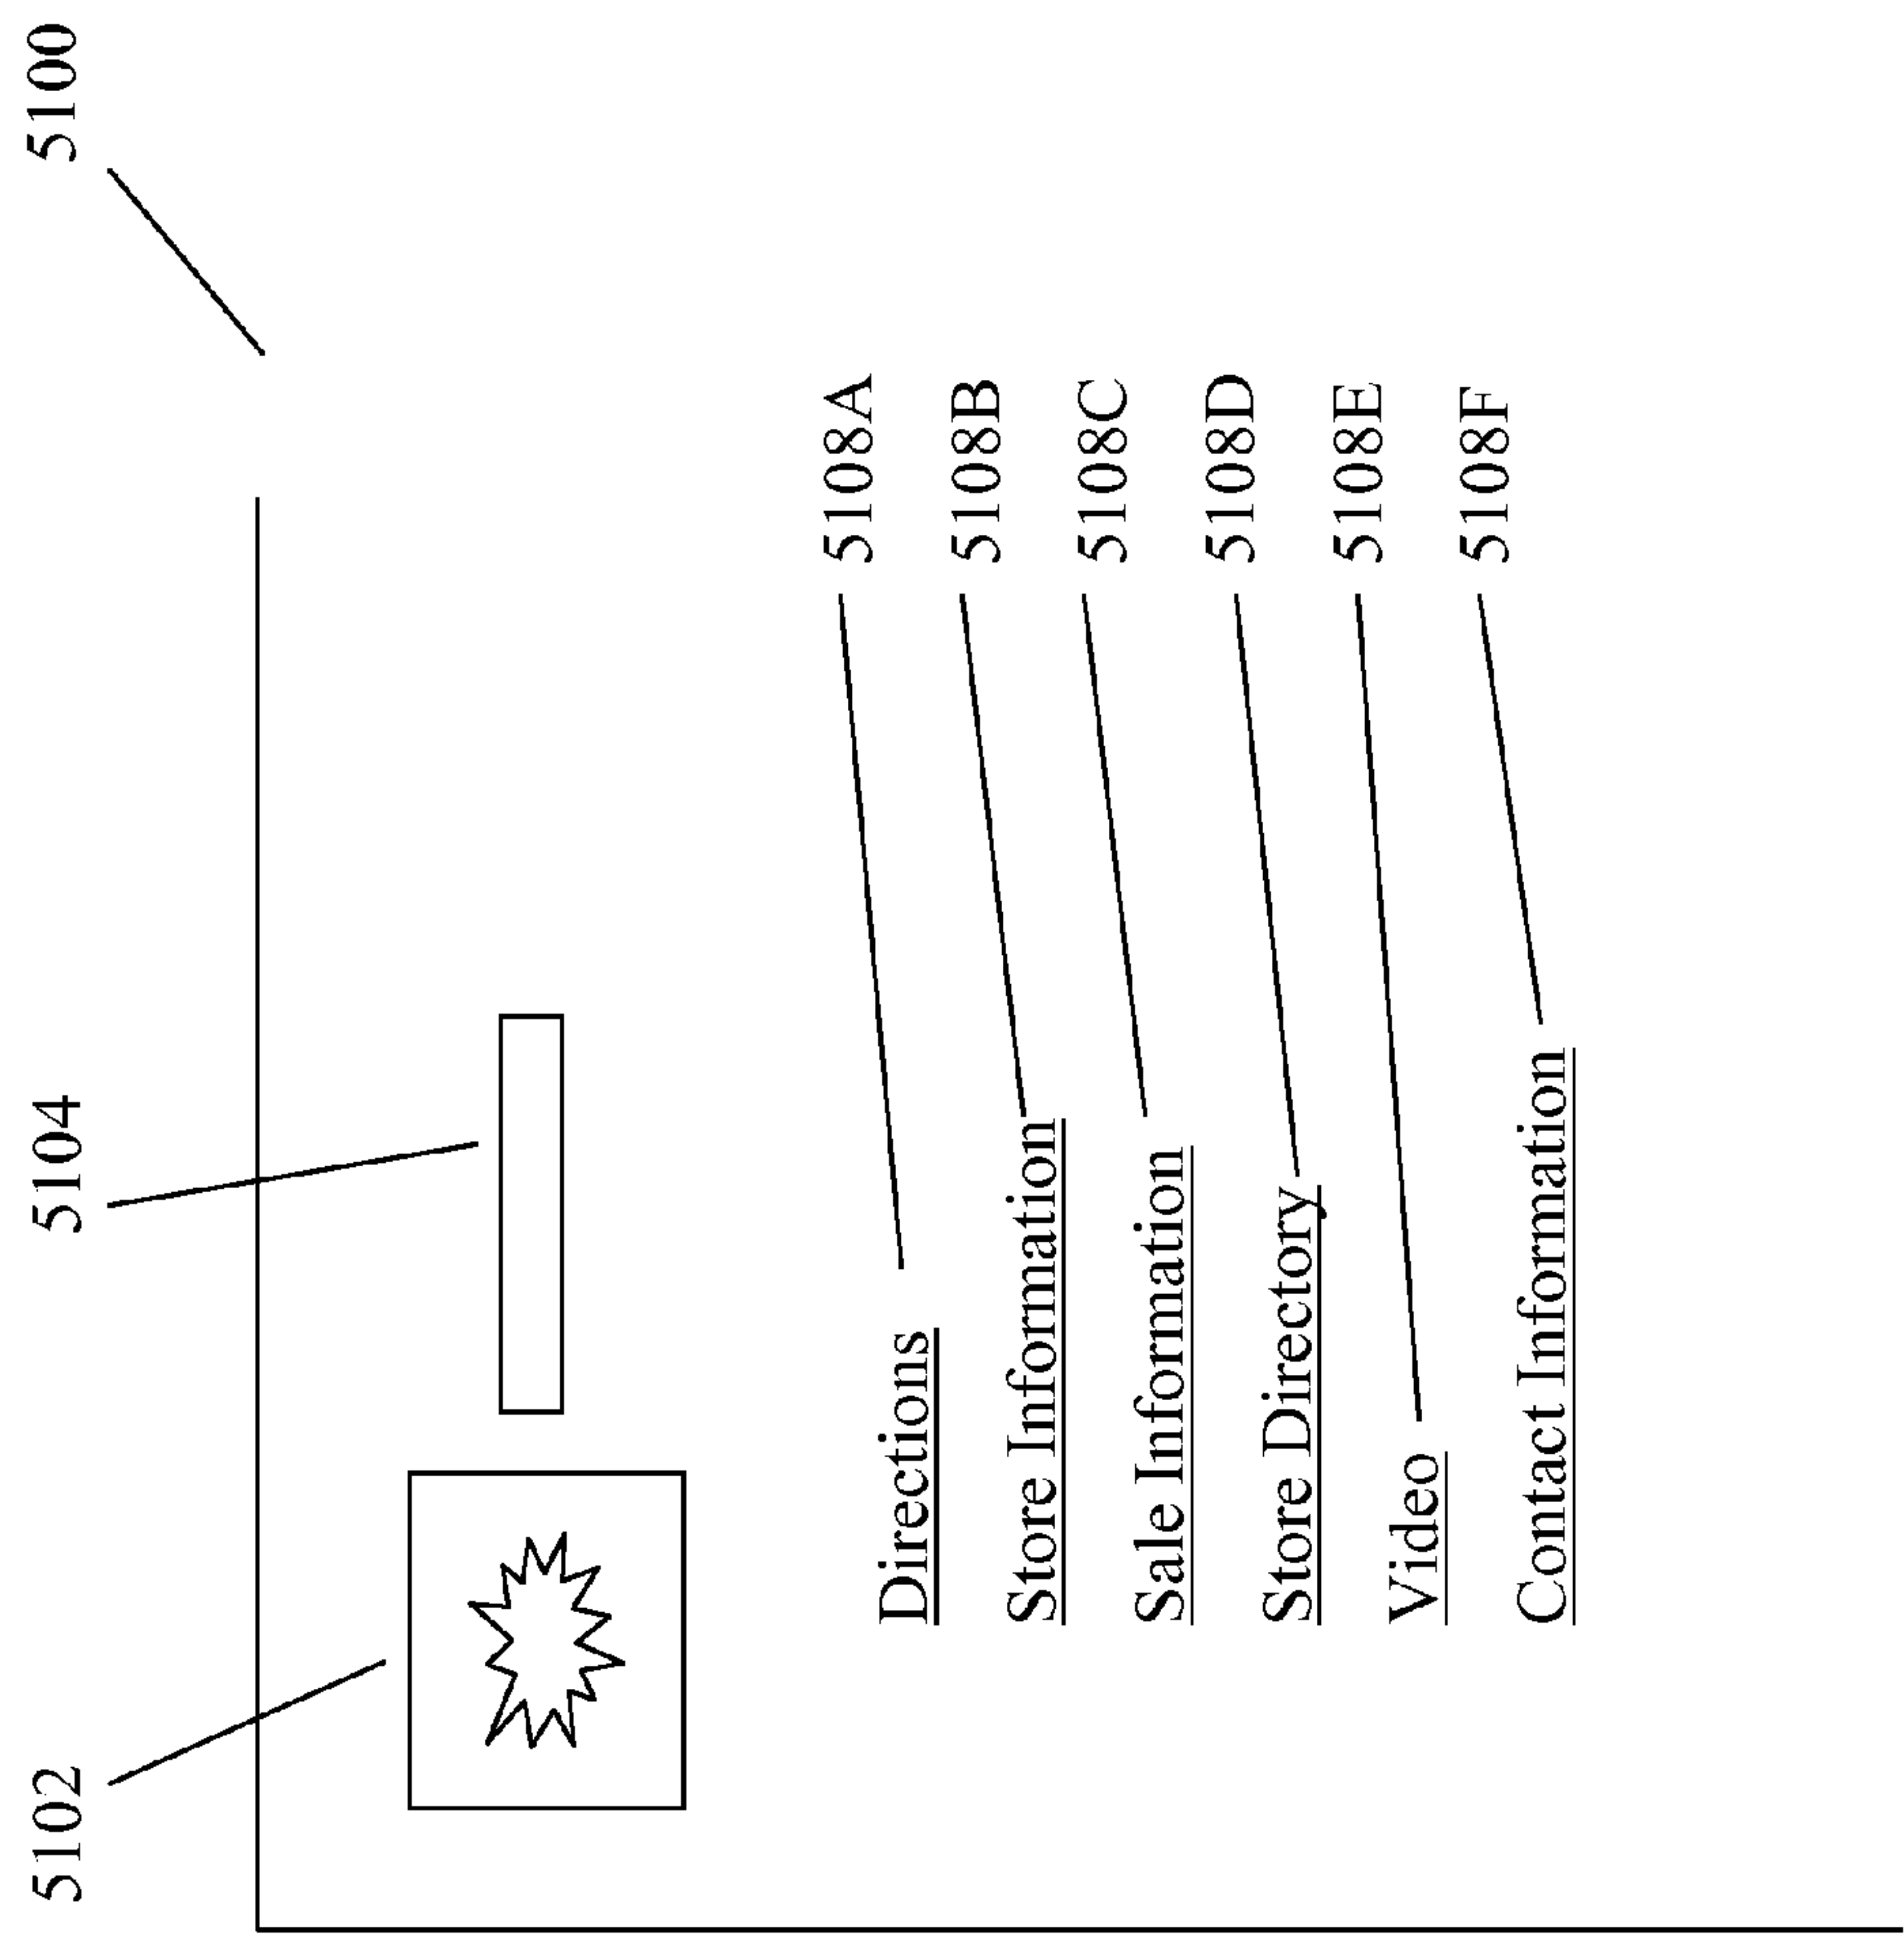 5102
5104
5100
Directions
5108A
Store Information
5108B
Sale Information
5108C
Store Directory
5108D
Video
5108E
Contact Information
5108F